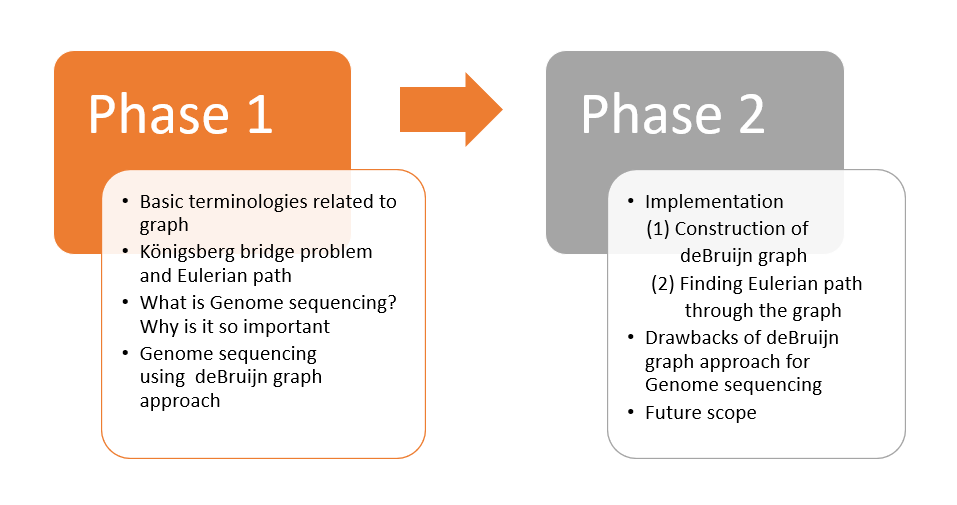 Phase 1
• Basic terminologies related to
graph
• Königsberg bridge problem
and Eulerian path
• What is Genome sequencing?
Why is it so important
• Genome sequencing
using  deBruijn graph
approach
Phase 2
• Implementation
(1) Construction of
deBruijn graph
(2) Finding Eulerian path
through the graph
• Drawbacks of deBruijn
graph approach for
Genome sequencing
• Future scope